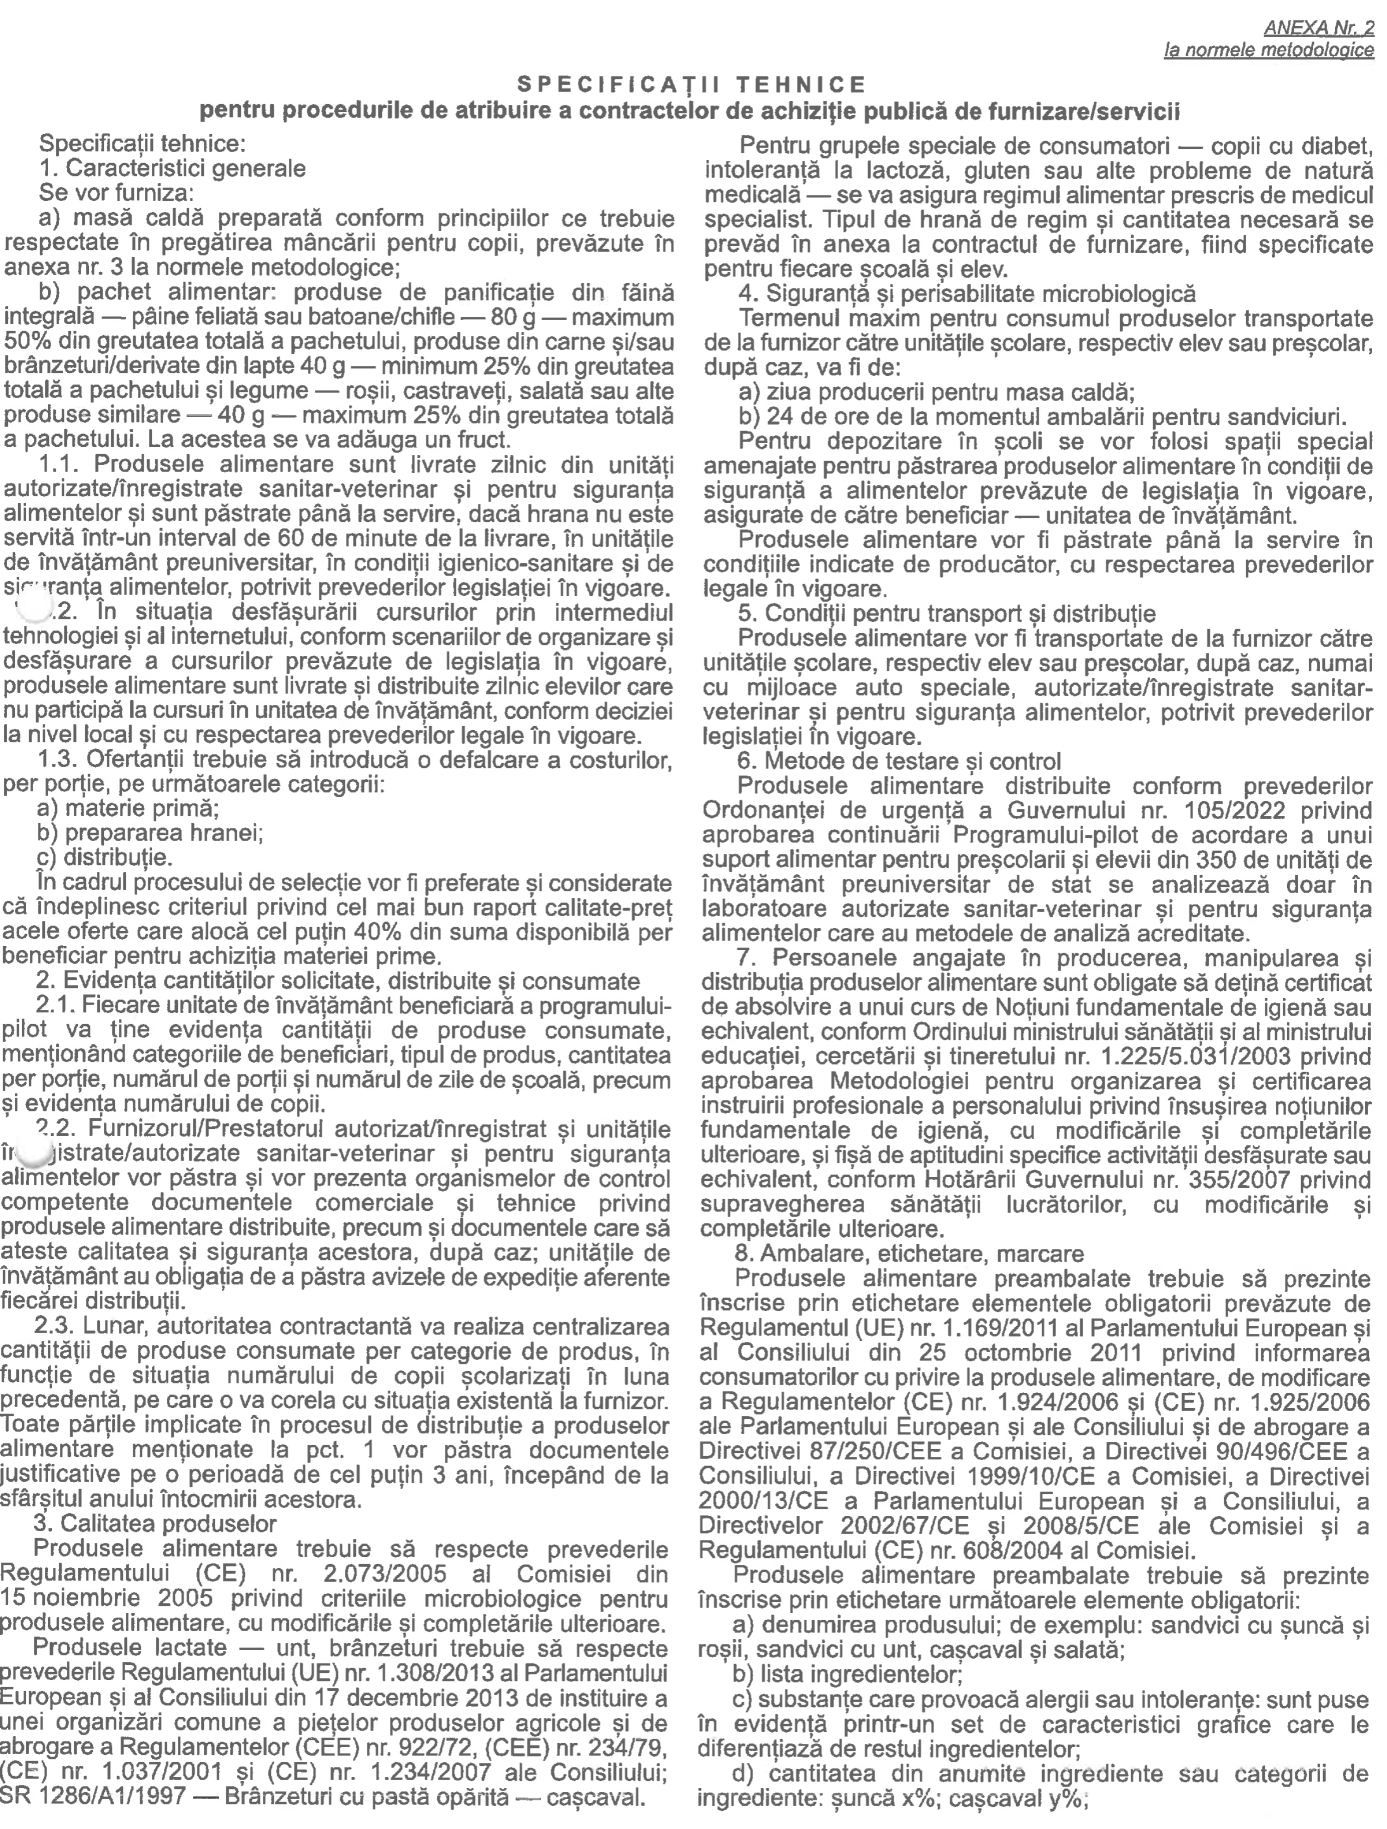 ANEXA Nr. 2
la normele metodologice
SPECIFICAȚII TEHNICE
pentru procedurile de atribuire a contractelor de achiziție publică de furnizare/servicii
Specificații tehnice:
1. Caracteristici generale
Se vor furniza:
a) masă caldă preparată conform principiilor ce trebuie
respectate în pregătirea mâncării pentru copii, prevăzute în
anexa nr. 3 la normele metodologice;
b) pachet alimentar: produse de panificație din făină
integrală — pâine feliată sau batoane/chifle — 80 g — maximum
50% din greutatea totală a pachetului, produse din carne și/sau
brânzeturi/derivate din lapte 40 g — minimum 25% din greutatea
totală a pachetului și legume — roșii, castraveți, salată sau alte
produse similare — 40 g — maximum 25% din greutatea totală
a pachetului. La acestea se va adăuga un fruct.
1.1. Produsele alimentare sunt livrate zilnic din unități
autorizate/înregistrate sanitar-veterinar și pentru siguranța
alimentelor și sunt păstrate până la servire, dacă hrana nu este
servită într-un interval de 60 de minute de la livrare, în unitățile
de învățământ preuniversitar, în condiții igienico-sanitare și de
siguranța alimentelor, potrivit prevederilor legislației în vigoare.
.2. În situația desfășurării cursurilor prin intermediul
tehnologiei și al internetului, conform scenariilor de organizare și
desfășurare a cursurilor prevăzute de legislația în vigoare,
produsele alimentare sunt livrate și distribuite zilnic elevilor care
nu participă la cursuri în unitatea de învățământ, conform deciziei
la nivel local și cu respectarea prevederilor legale în vigoare.
1.3. Ofertanții trebuie să introducă o defalcare a costurilor,
per porție, pe următoarele categorii:
a) materie primă;
b) prepararea hranei;
c) distribuție.
În cadrul procesului de selecție vor fi preferate și considerate
că îndeplinesc criteriul privind cel mai bun raport calitate-preț
acele oferte care alocă cel puțin 40% din suma disponibilă per
beneficiar pentru achiziția materiei prime.
2. Evidența cantităților solicitate, distribuite și consumate
2.1. Fiecare unitate de învățământ beneficiară a programului-
pilot va ține evidența cantității de produse consumate,
menționând categoriile de beneficiari, tipul de produs, cantitatea
per porție, numărul de porții și numărul de zile de școală, precum
și evidența numărului de copii.
2.2. Furnizorul/Prestatorul autorizat/înregistrat și unitățile
înregistrate/autorizate sanitar-veterinar și pentru siguranța
alimentelor vor păstra și vor prezenta organismelor de control
competente documentele comerciale și tehnice privind
produsele alimentare distribuite, precum și documentele care să
ateste calitatea și siguranța acestora, după caz; unitățile de
învățământ au obligația de a păstra avizele de expediție aferente
fiecărei distribuții.
2.3. Lunar, autoritatea contractantă va realiza centralizarea
cantității de produse consumate per categorie de produs, în
funcție de situația numărului de copii școlarizați în luna
precedentă, pe care o va corela cu situația existentă la furnizor.
Toate părțile implicate în procesul de distribuție a produselor
alimentare menționate la pct. 1 vor păstra documentele
justificative pe o perioadă de cel puțin 3 ani, începând de la
sfârșitul anului întocmirii acestora.
3. Calitatea produselor
Produsele alimentare trebuie să respecte prevederile
Regulamentului (CE) nr. 2.073/2005 al Comisiei din
15 noiembrie 2005 privind criteriile microbiologice pentru
produsele alimentare, cu modificările și completările ulterioare.
Produsele lactate — unt, brânzeturi trebuie să respecte
prevederile Regulamentului (UE) nr. 1.308/2013 al Parlamentului
European și al Consiliului din 17 decembrie 2013 de instituire a
unei organizări comune a piețelor produselor agricole și de
abrogare a Regulamentelor (CEE) nr. 922/72, (CEE) nr. 234/79,
(CE) nr. 1.037/2001 și (CE) nr. 1.234/2007 ale Consiliului;
SR 1286/A1/1997 — Brânzeturi cu pastă opărită — cașcaval.
Pentru grupele speciale de consumatori — copii cu diabet,
intoleranță la lactoză, gluten sau alte probleme de natură
medicală — se va asigura regimul alimentar prescris de medicul
specialist. Tipul de hrană de regim și cantitatea necesară se
prevăd în anexa la contractul de furnizare, fiind specificate
pentru fiecare școală și elev.
4. Siguranță și perisabilitate microbiologică
Termenul maxim pentru consumul produselor transportate
de la furnizor către unitățile școlare, respectiv elev sau preșcolar,
după caz, va fi de:
a) ziua producerii pentru masa caldă;
b) 24 de ore de la momentul ambalării pentru sandviciuri.
Pentru depozitare în școli se vor folosi spații special
amenajate pentru păstrarea produselor alimentare în condiții de
siguranță a alimentelor prevăzute de legislația în vigoare,
asigurate de către beneficiar — unitatea de învățământ.
Produsele alimentare vor fi păstrate până la servire în
condițiile indicate de producător, cu respectarea prevederilor
legale în vigoare.
5. Condiții pentru transport și distribuție
Produsele alimentare vor fi transportate de la furnizor către
unitățile școlare, respectiv elev sau preșcolar, după caz, numai
cu mijloace auto speciale, autorizate/înregistrate sanitar-
veterinar și pentru siguranța alimentelor, potrivit prevederilor
legislației în vigoare.
6. Metode de testare și control
Produsele alimentare distribuite conform prevederilor
Ordonanței de urgență a Guvernului nr. 105/2022 privind
aprobarea continuării Programului-pilot de acordare a unui
suport alimentar pentru preșcolarii și elevii din 350 de unități de
învățământ preuniversitar de stat se analizează doar în
laboratoare autorizate sanitar-veterinar și pentru siguranța
alimentelor care au metodele de analiză acreditate.
7. Persoanele angajate în producerea, manipularea și
distribuția produselor alimentare sunt obligate să dețină certificat
de absolvire a unui curs de Noțiuni fundamentale de igienă sau
echivalent, conform Ordinului ministrului sănătății și al ministrului
educației, cercetării și tineretului nr. 1.225/5.031/2003 privind
aprobarea Metodologiei pentru organizarea și certificarea
instruirii profesionale a personalului privind însușirea noțiunilor
fundamentale de igienă, cu modificările și completările
ulterioare, și fișă de aptitudini specifice activității desfășurate sau
echivalent, conform Hotărârii Guvernului nr. 355/2007 privind
supravegherea sănătății lucrătorilor, cu modificările și
completările ulterioare.
8. Ambalare, etichetare, marcare
Produsele alimentare preambalate trebuie să prezinte
înscrise prin etichetare elementele obligatorii prevăzute de
Regulamentul (UE) nr. 1.169/2011 al Parlamentului European și
al Consiliului din 25 octombrie 2011 privind informarea
consumatorilor cu privire la produsele alimentare, de modificare
a Regulamentelor (CE) nr. 1.924/2006 și (CE) nr. 1.925/2006
ale Parlamentului European și ale Consiliului și de abrogare a
Directivei 87/250/CEE a Comisiei, a Directivei 90/496/CEE a
Consiliului, a Directivei 1999/10/CE a Comisiei, a Directivei
2000/13/CE a Parlamentului European și a Consiliului, a
Directivelor 2002/67/CE și 2008/5/CE ale Comisiei și a
Regulamentului (CE) nr. 608/2004 al Comisiei.
Produsele alimentare preambalate trebuie să prezinte
înscrise prin etichetare următoarele elemente obligatorii:
a) denumirea produsului; de exemplu: sandvici cu șuncă și
roșii, sandvici cu unt, cașcaval și salată;
b) lista ingredientelor;
c) substanțe care provoacă alergii sau intoleranțe: sunt puse
în evidență printr-un set de caracteristici grafice care le
diferențiază de restul ingredientelor;
d) cantitatea din anumite ingrediente sau categorii de
ingrediente: șuncă x%; cașcaval y%;